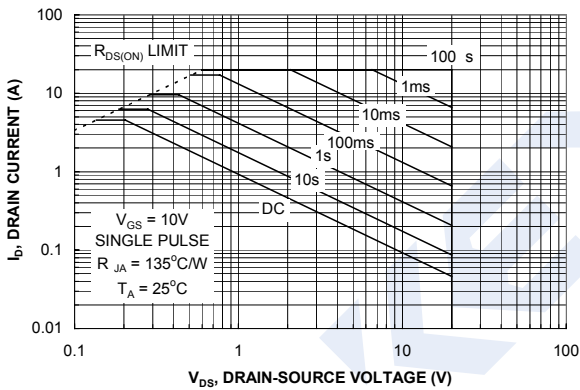 100
R_DS(ON) LIMIT
100 s
1ms
10
10ms
100ms
1s
1
10s
DC
V_GS = 10V
SINGLE PULSE
R JA = 135°C/W
T_A = 25°C
0.1
0.01
0.1 1 10 100
I_D, DRAIN CURRENT (A)
V_DS, DRAIN-SOURCE VOLTAGE (V)